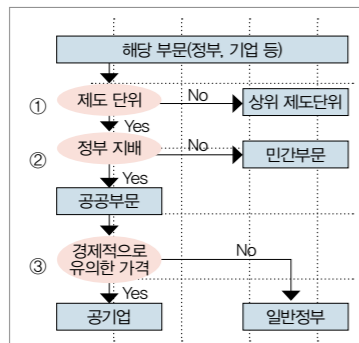 해당 부문(정부, 기업 등)
① 제도 단위 No 상위 제도단위
Yes
② 정부 지배 No 민간부문
Yes
공공부문
③ 경제적으로
유의한 가격 No
Yes
공기업 일반정부